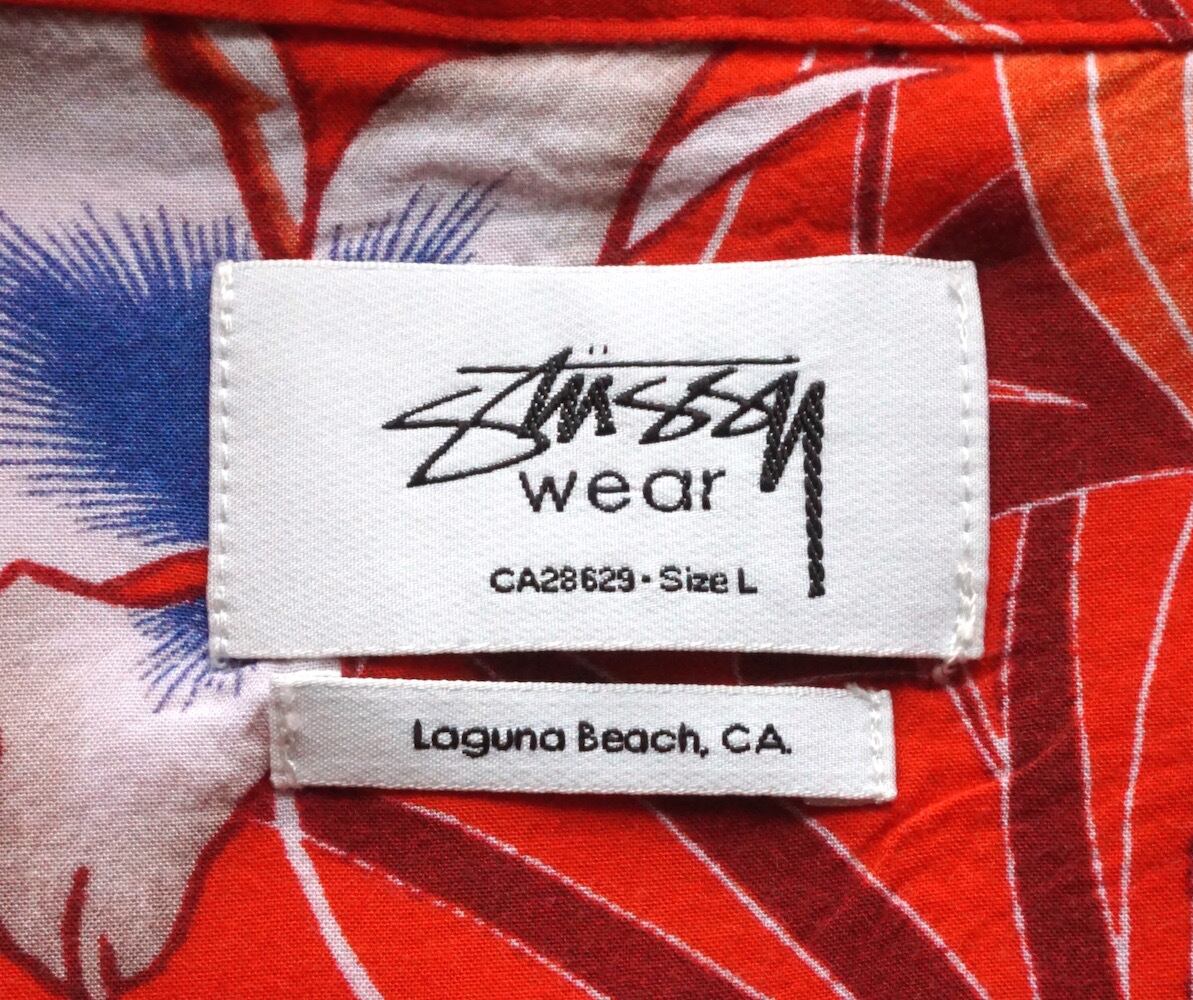 Stüssy
wear
CA28629 · Size L
Laguna Beach, CA.